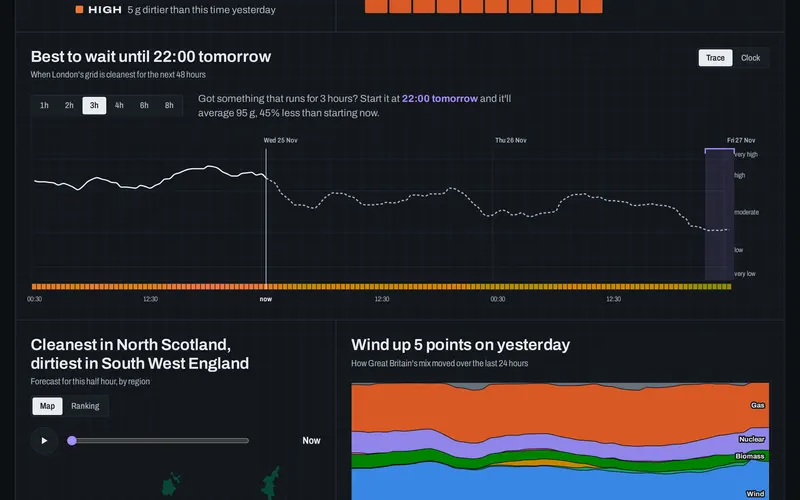 HIGH 5 g dirtier than this time yesterday
Best to wait until 22:00 tomorrow
When London's grid is cleanest for the next 48 hours
Trace Clock
1h 2h 3h 4h 6h 8h
Got something that runs for 3 hours? Start it at 22:00 tomorrow and it'll
average 95 g, 45% less than starting now.
Wed 25 Nov Thu 26 Nov Fri 27 Nov
very high
high
moderate
low
very low
00:30 12:30 now 12:30 00:30 12:30
Cleanest in North Scotland,
dirtiest in South West England
Forecast for this half hour, by region
Map Ranking
Now
Wind up 5 points on yesterday
How Great Britain's mix moved over the last 24 hours
Gas
Nuclear
Biomass
Wind